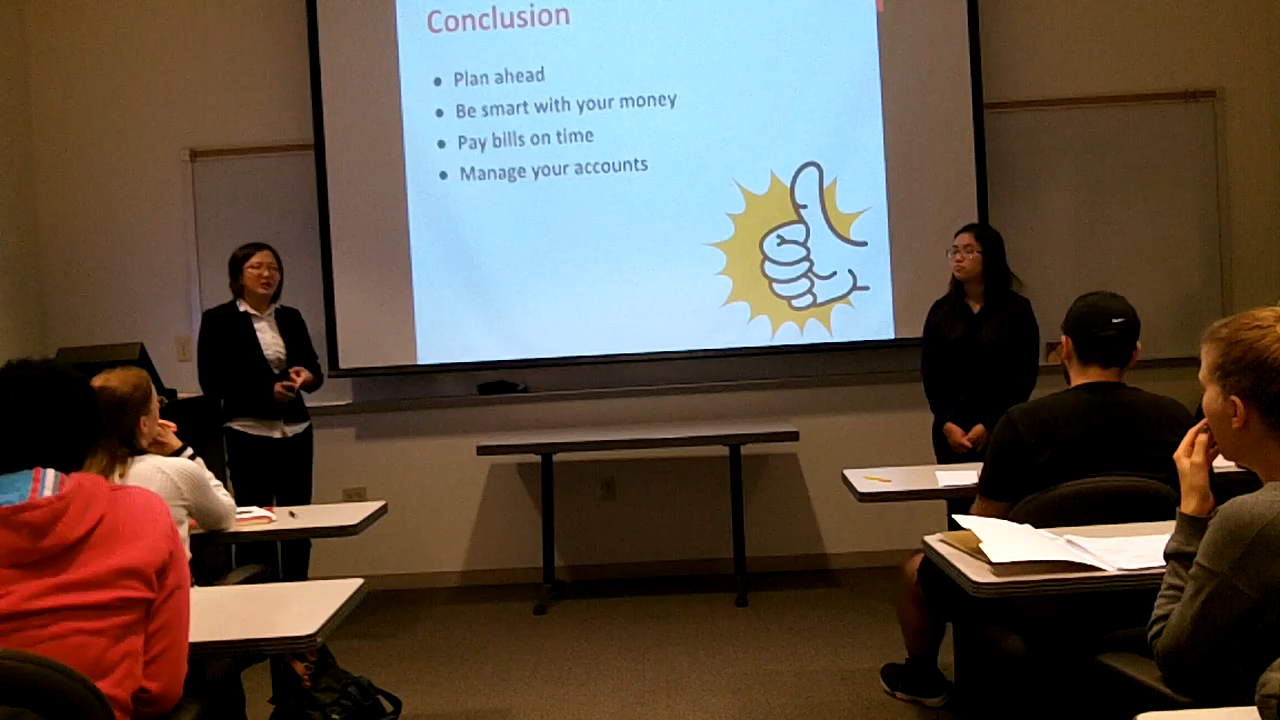 Conclusion
• Plan ahead
• Be smart with your money
• Pay bills on time
• Manage your accounts